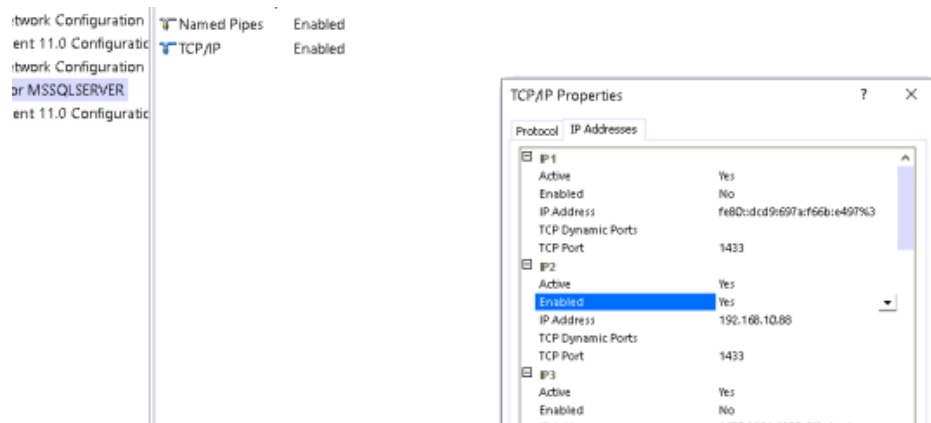 etwork Configuration
ent 11.0 Configuratic
etwork Configuration
or MSSQLSERVER
ent 11.0 Configuratic
Named Pipes Enabled
TCP/IP Enabled
TCP/IP Properties ? ×
Protocol IP Addresses
IP1
Active Yes
Enabled No
IP Address fe80::dcd9:697a:f66b:e497%3
TCP Dynamic Ports
TCP Port 1433
IP2
Active Yes
Enabled Yes
IP Address 192.168.10.88
TCP Dynamic Ports
TCP Port 1433
IP3
Active Yes
Enabled No